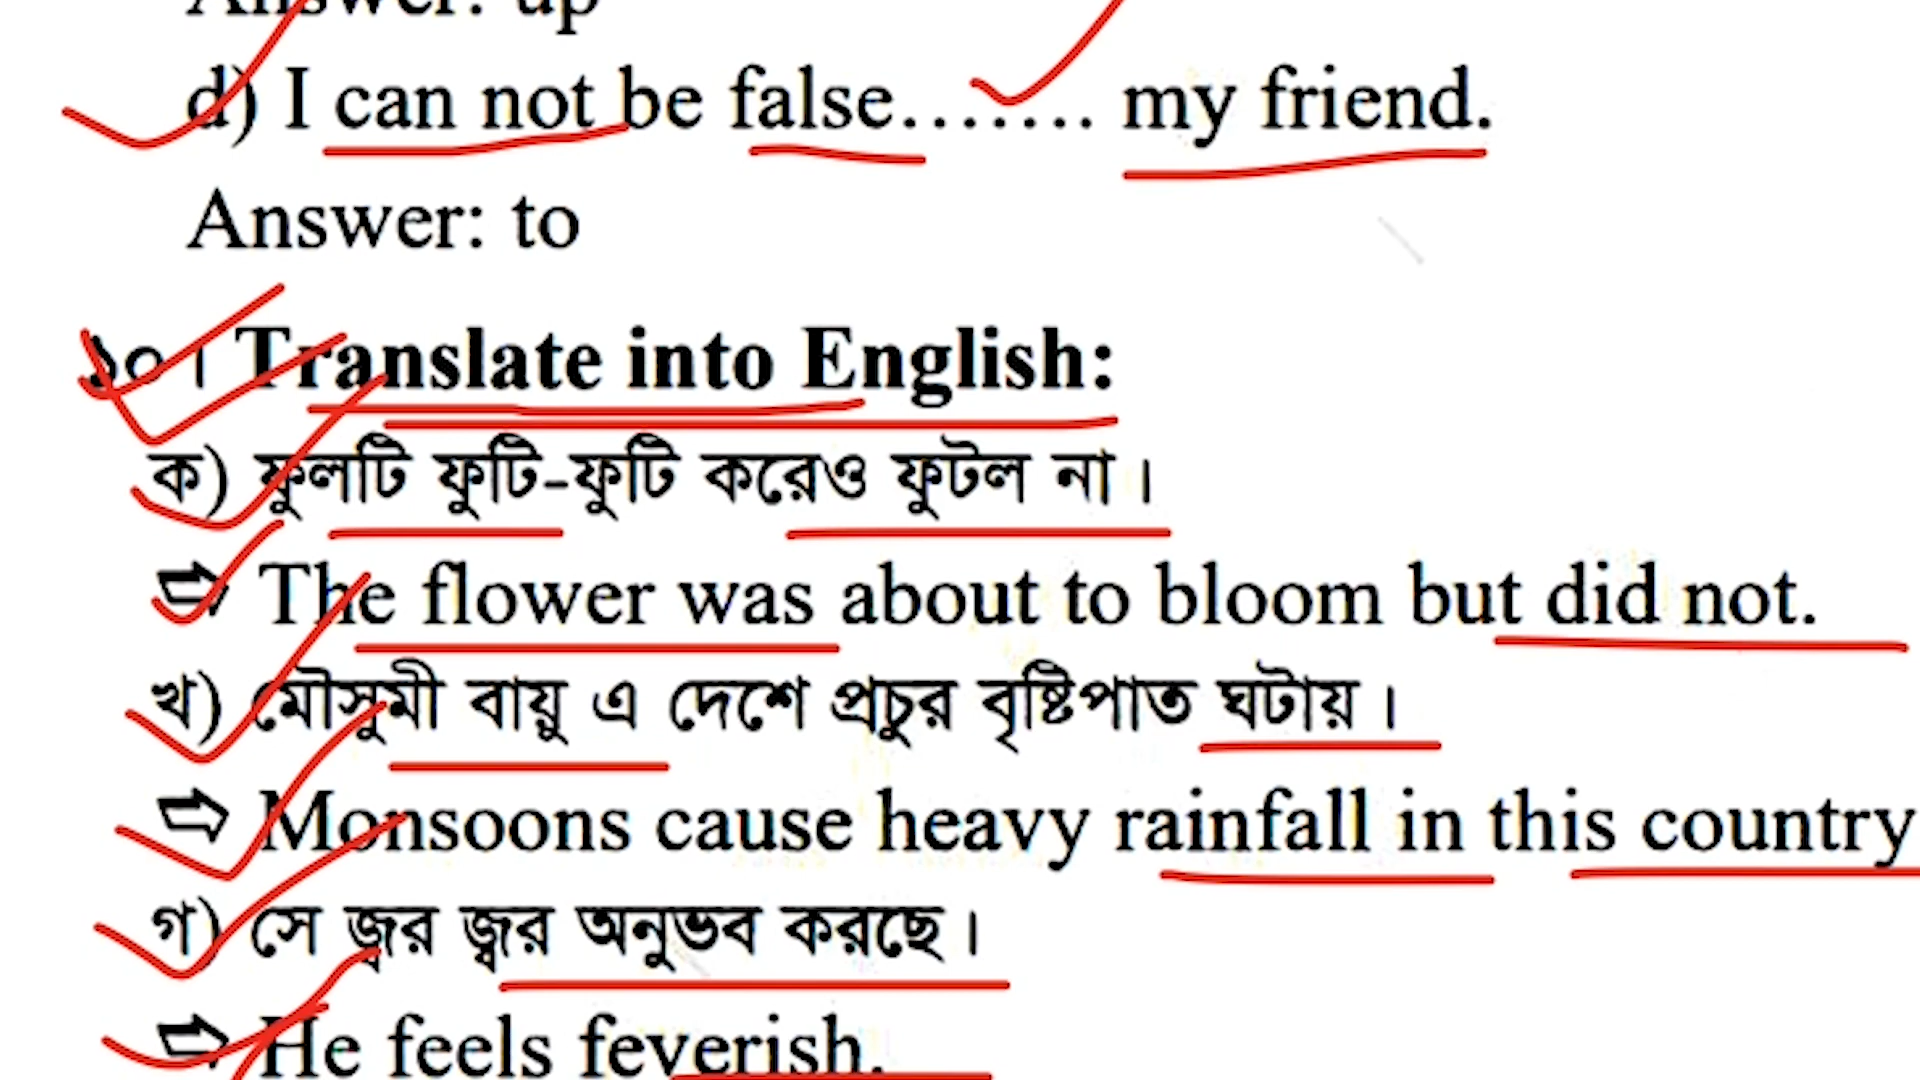 Answer: up
d) I can not be false....... my friend.
Answer: to
১০। Translate into English:
ক) ফুলটি ফুটি-ফুটি করেও ফুটল না।
⇨ The flower was about to bloom but did not.
খ) মৌসুমী বায়ু এ দেশে প্রচুর বৃষ্টিপাত ঘটায়।
⇨ Monsoons cause heavy rainfall in this country
গ) সে জ্বর জ্বর অনুভব করছে।
⇨ He feels feverish.